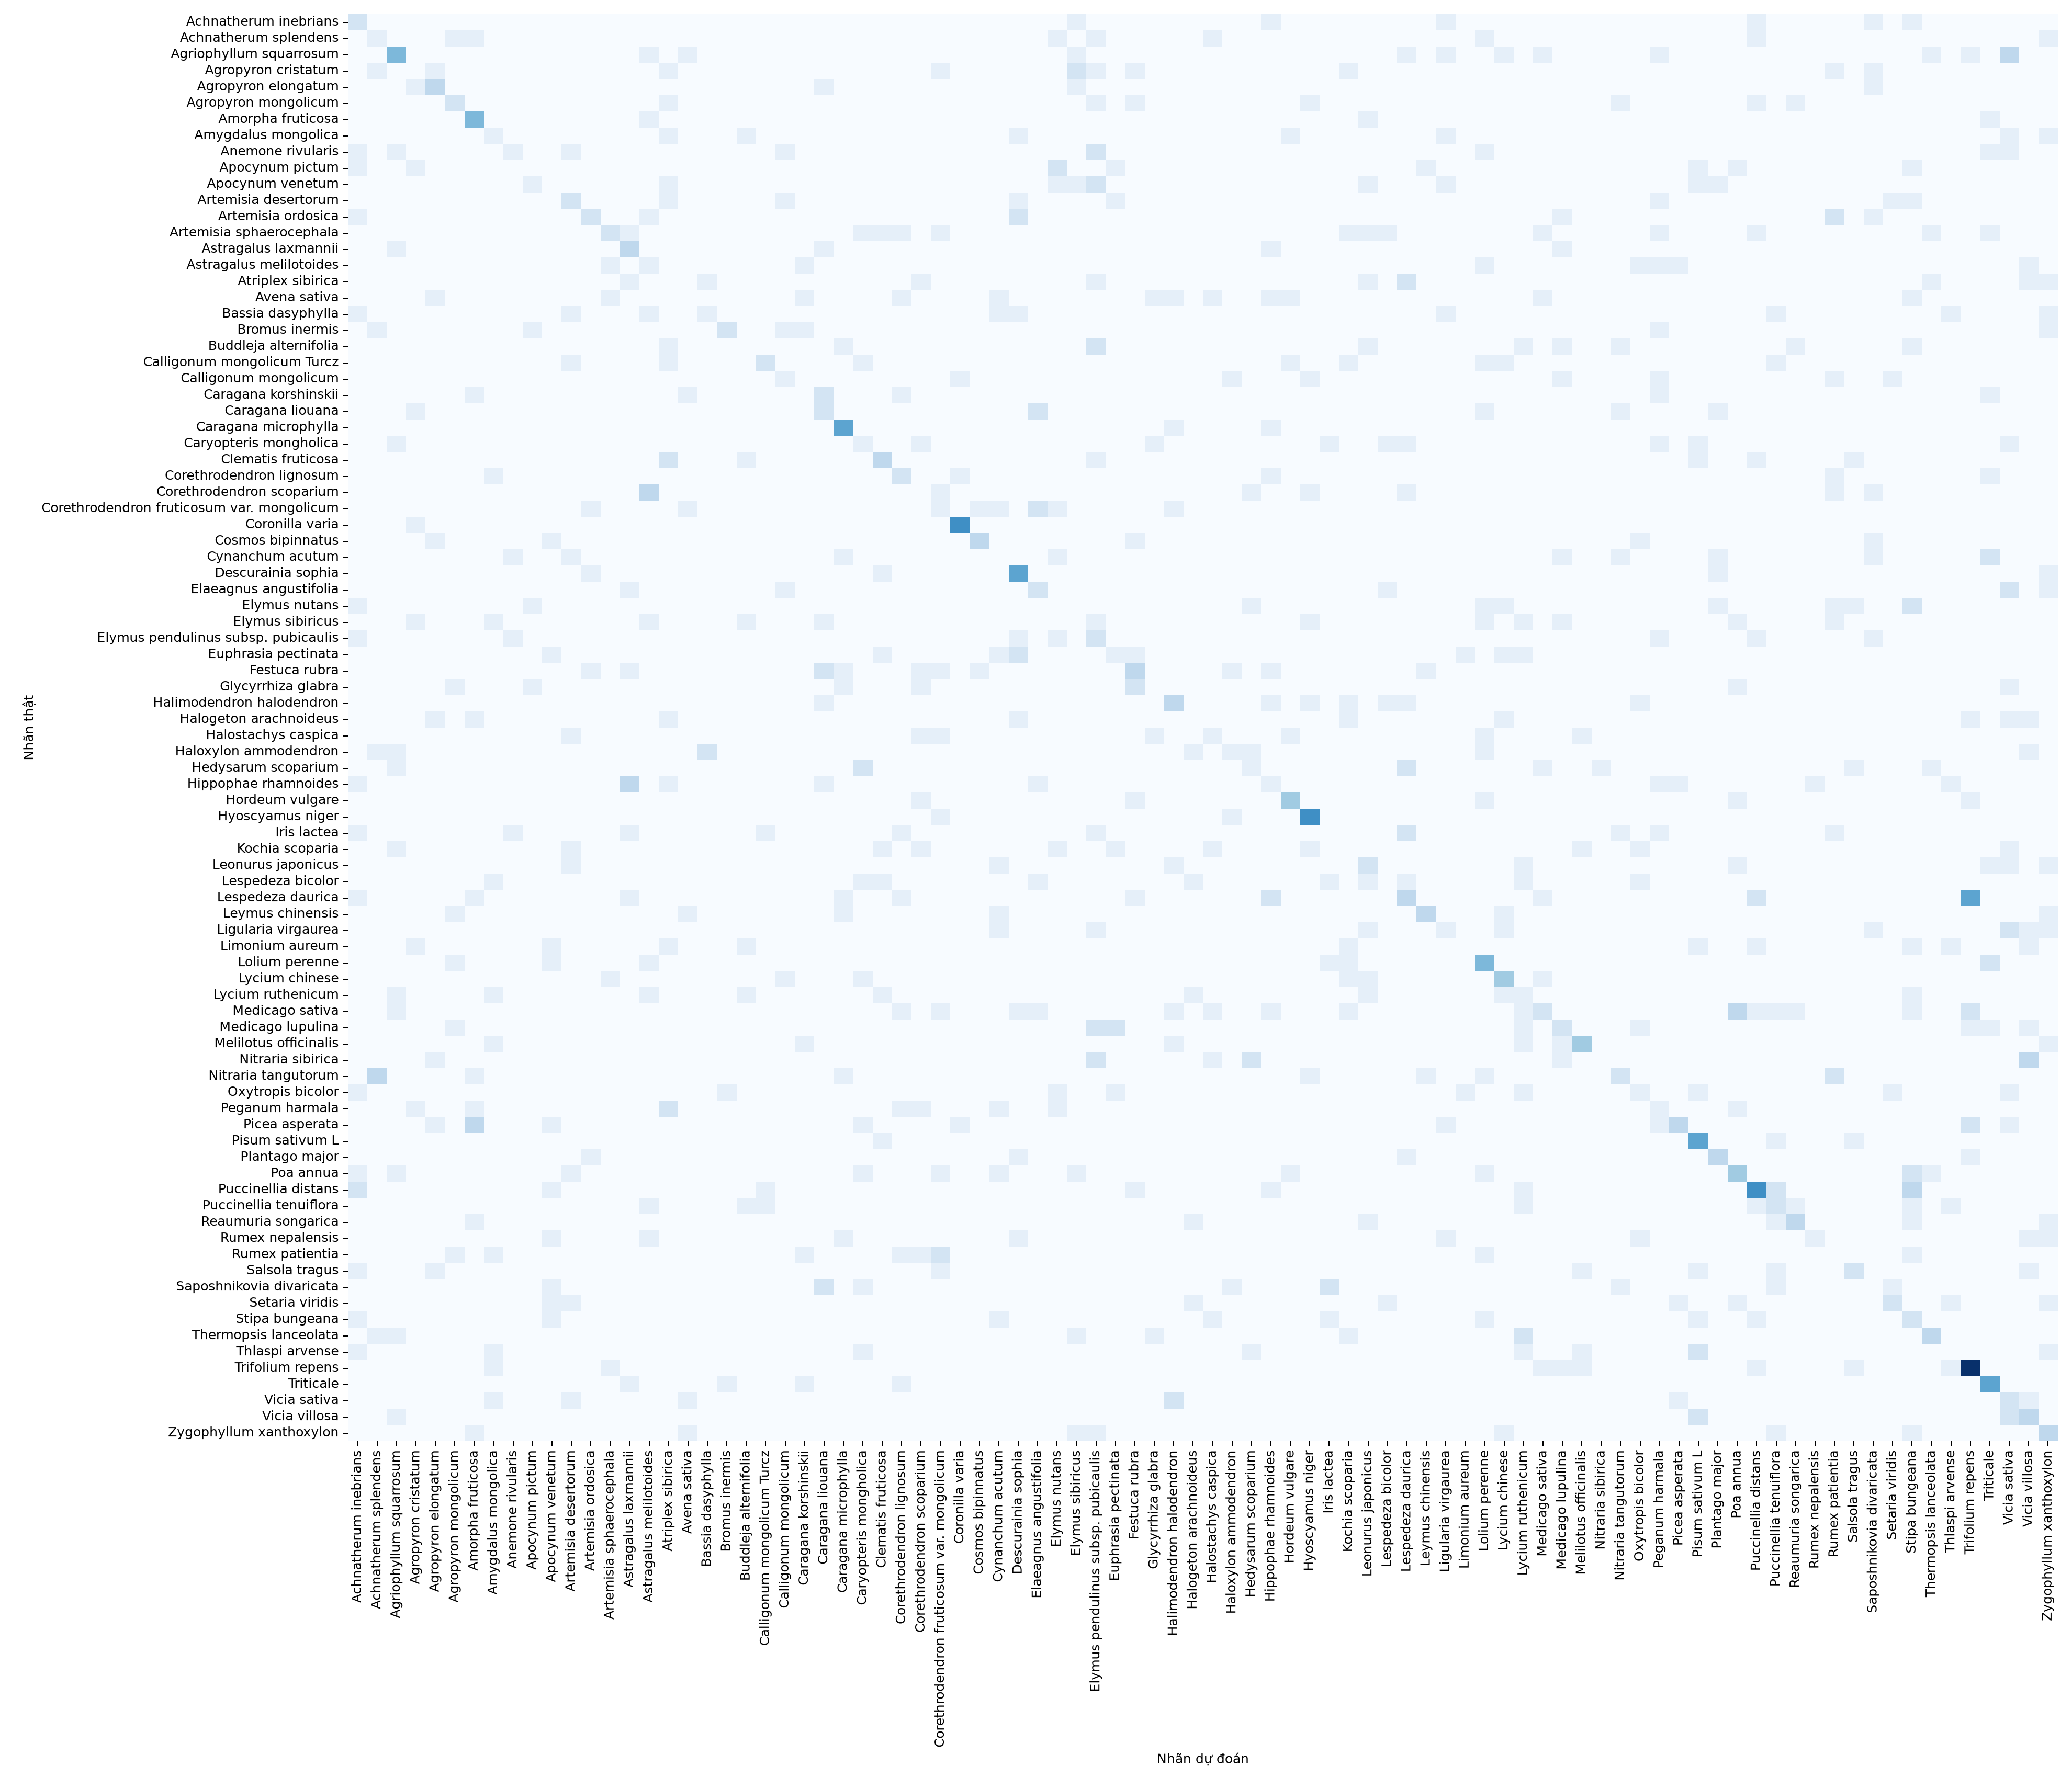 Nhãn thật
Achnatherum inebrians
Achnatherum splendens
Agriophyllum squarrosum
Agropyron cristatum
Agropyron elongatum
Agropyron mongolicum
Amorpha fruticosa
Amygdalus mongolica
Anemone rivularis
Apocynum pictum
Apocynum venetum
Artemisia desertorum
Artemisia ordosica
Artemisia sphaerocephala
Astragalus laxmannii
Astragalus melilotoides
Atriplex sibirica
Avena sativa
Bassia dasyphylla
Bromus inermis
Buddleja alternifolia
Calligonum mongolicum Turcz
Calligonum mongolicum
Caragana korshinskii
Caragana liouana
Caragana microphylla
Caryopteris mongholica
Clematis fruticosa
Corethrodendron lignosum
Corethrodendron scoparium
Corethrodendron fruticosum var. mongolicum
Coronilla varia
Cosmos bipinnatus
Cynanchum acutum
Descurainia sophia
Elaeagnus angustifolia
Elymus nutans
Elymus sibiricus
Elymus pendulinus subsp. pubicaulis
Euphrasia pectinata
Festuca rubra
Glycyrrhiza glabra
Halimodendron halodendron
Halogeton arachnoideus
Halostachys caspica
Haloxylon ammodendron
Hedysarum scoparium
Hippophae rhamnoides
Hordeum vulgare
Hyoscyamus niger
Iris lactea
Kochia scoparia
Leonurus japonicus
Lespedeza bicolor
Lespedeza daurica
Leymus chinensis
Ligularia virgaurea
Limonium aureum
Lolium perenne
Lycium chinese
Lycium ruthenicum
Medicago sativa
Medicago lupulina
Melilotus officinalis
Nitraria sibirica
Nitraria tangutorum
Oxytropis bicolor
Peganum harmala
Picea asperata
Pisum sativum L
Plantago major
Poa annua
Puccinellia distans
Puccinellia tenuiflora
Reaumuria songarica
Rumex nepalensis
Rumex patientia
Salsola tragus
Saposhnikovia divaricata
Setaria viridis
Stipa bungeana
Thermopsis lanceolata
Thlaspi arvense
Trifolium repens
Triticale
Vicia sativa
Vicia villosa
Zygophyllum xanthoxylon
Achnatherum inebrians
Achnatherum splendens
Agriophyllum squarrosum
Agropyron cristatum
Agropyron elongatum
Agropyron mongolicum
Amorpha fruticosa
Amygdalus mongolica
Anemone rivularis
Apocynum pictum
Apocynum venetum
Artemisia desertorum
Artemisia ordosica
Artemisia sphaerocephala
Astragalus laxmannii
Astragalus melilotoides
Atriplex sibirica
Avena sativa
Bassia dasyphylla
Bromus inermis
Buddleja alternifolia
Calligonum mongolicum Turcz
Calligonum mongolicum
Caragana korshinskii
Caragana liouana
Caragana microphylla
Caryopteris mongholica
Clematis fruticosa
Corethrodendron lignosum
Corethrodendron scoparium
Corethrodendron fruticosum var. mongolicum
Coronilla varia
Cosmos bipinnatus
Cynanchum acutum
Descurainia sophia
Elaeagnus angustifolia
Elymus nutans
Elymus sibiricus
Elymus pendulinus subsp. pubicaulis
Euphrasia pectinata
Festuca rubra
Glycyrrhiza glabra
Halimodendron halodendron
Halogeton arachnoideus
Halostachys caspica
Haloxylon ammodendron
Hedysarum scoparium
Hippophae rhamnoides
Hordeum vulgare
Hyoscyamus niger
Iris lactea
Kochia scoparia
Leonurus japonicus
Lespedeza bicolor
Lespedeza daurica
Leymus chinensis
Ligularia virgaurea
Limonium aureum
Lolium perenne
Lycium chinese
Lycium ruthenicum
Medicago sativa
Medicago lupulina
Melilotus officinalis
Nitraria sibirica
Nitraria tangutorum
Oxytropis bicolor
Peganum harmala
Picea asperata
Pisum sativum L
Plantago major
Poa annua
Puccinellia distans
Puccinellia tenuiflora
Reaumuria songarica
Rumex nepalensis
Rumex patientia
Salsola tragus
Saposhnikovia divaricata
Setaria viridis
Stipa bungeana
Thermopsis lanceolata
Thlaspi arvense
Trifolium repens
Triticale
Vicia sativa
Vicia villosa
Zygophyllum xanthoxylon
Nhãn dự đoán